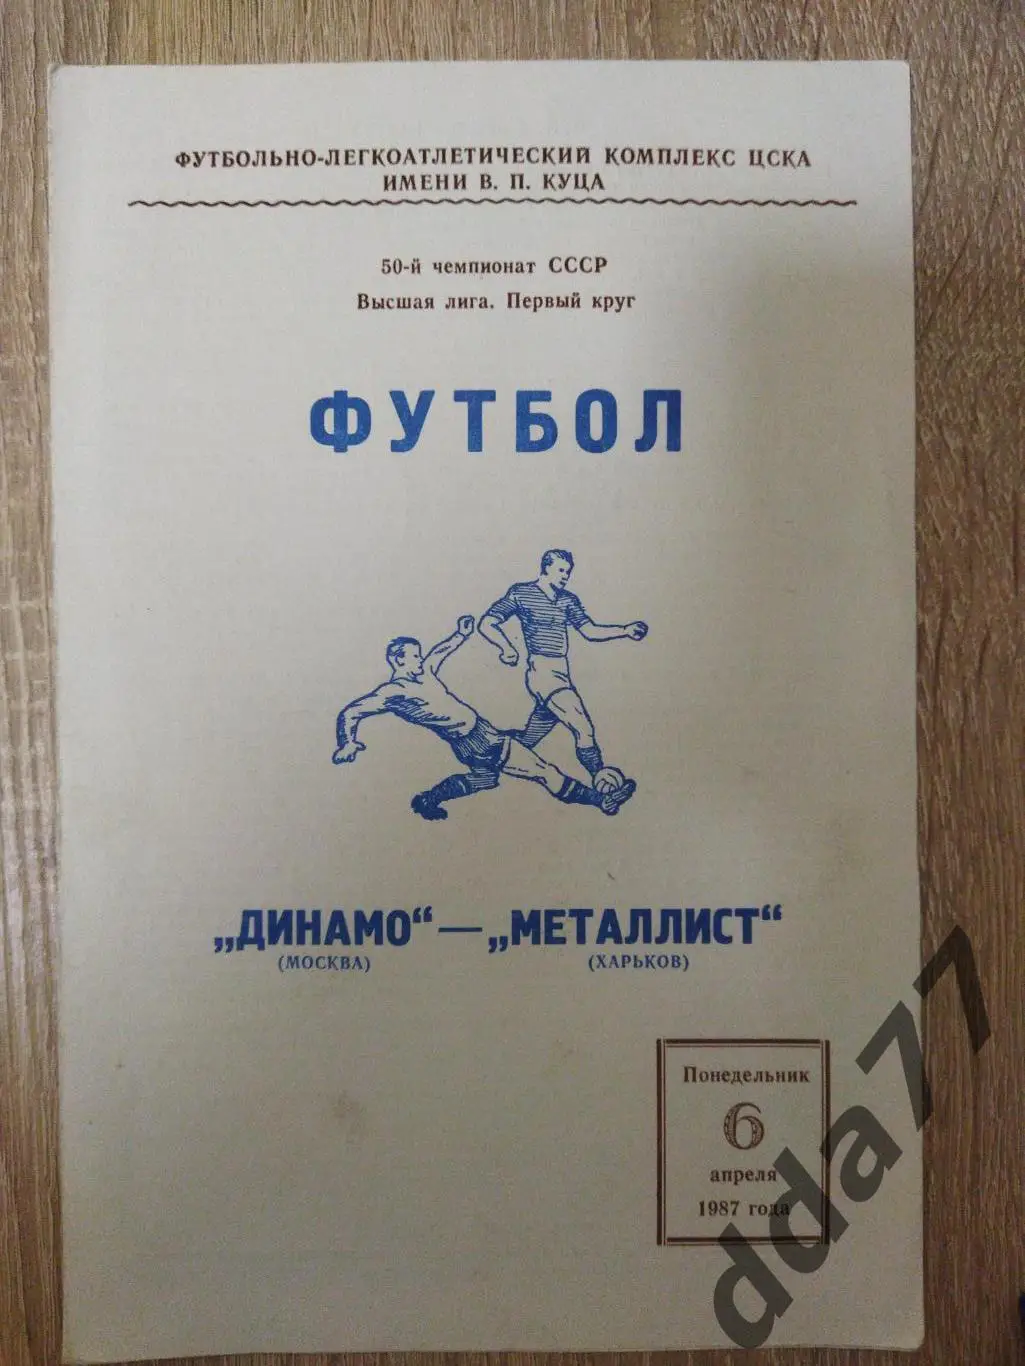 ФУТБОЛЬНО-ЛЕГКОАТЛЕТИЧЕСКИЙ КОМПЛЕКС ЦСКА
ИМЕНИ В. П. КУЦА
50-й чемпионат СССР
Высшая лига. Первый круг
ФУТБОЛ
„ДИНАМО“ — „МЕТАЛЛИСТ“
(МОСКВА) (ХАРЬКОВ)
Понедельник
6
апреля
1987 года
dda77